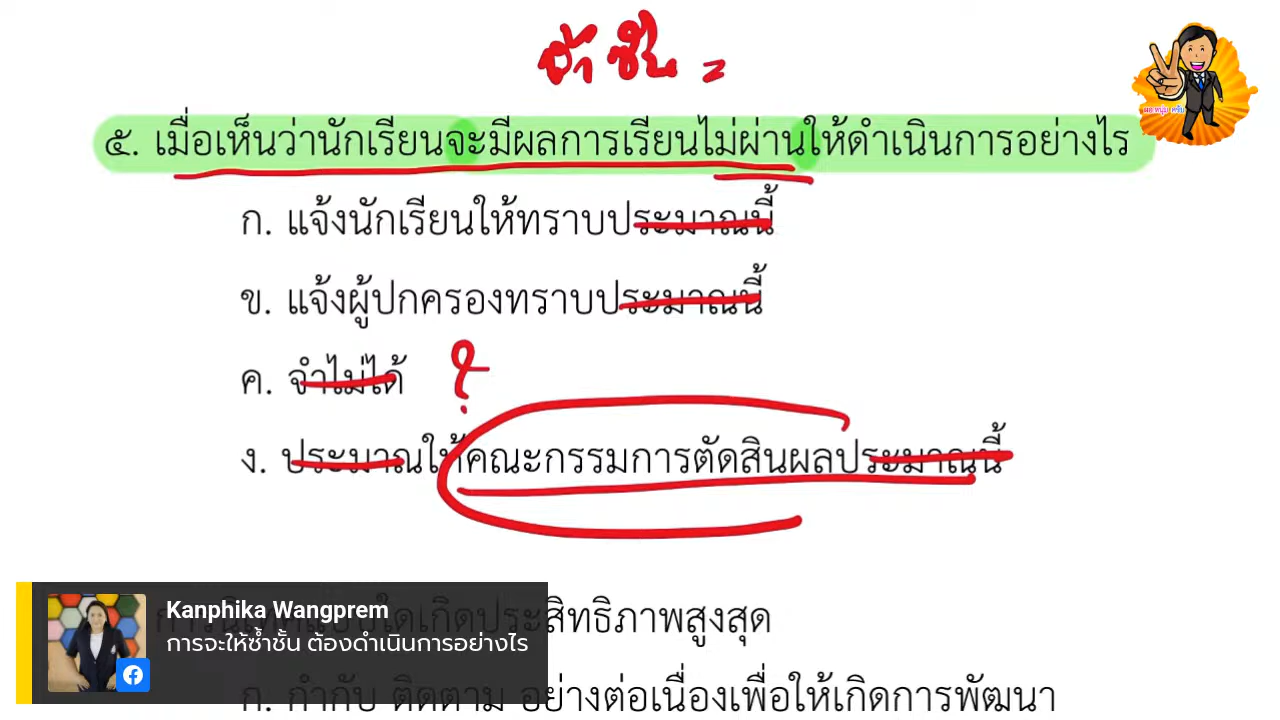 ซ้ำชั้น =
๕. เมื่อเห็นว่านักเรียนจะมีผลการเรียนไม่ผ่านให้ดำเนินการอย่างไร
ก. แจ้งนักเรียนให้ทราบประมาณนี้
ข. แจ้งผู้ปกครองทราบประมาณนี้
ค. จำไม่ได้ ?
ง. ประมาณให้คณะกรรมการตัดสินผลประมาณนี้
Kanphika Wangprem
การจะให้ซ้ำชั้น ต้องดำเนินการอย่างไร
เกิดประสิทธิภาพสูงสุด
ก. กำกับ ติดตาม อย่างต่อเนื่องเพื่อให้เกิดการพัฒนา